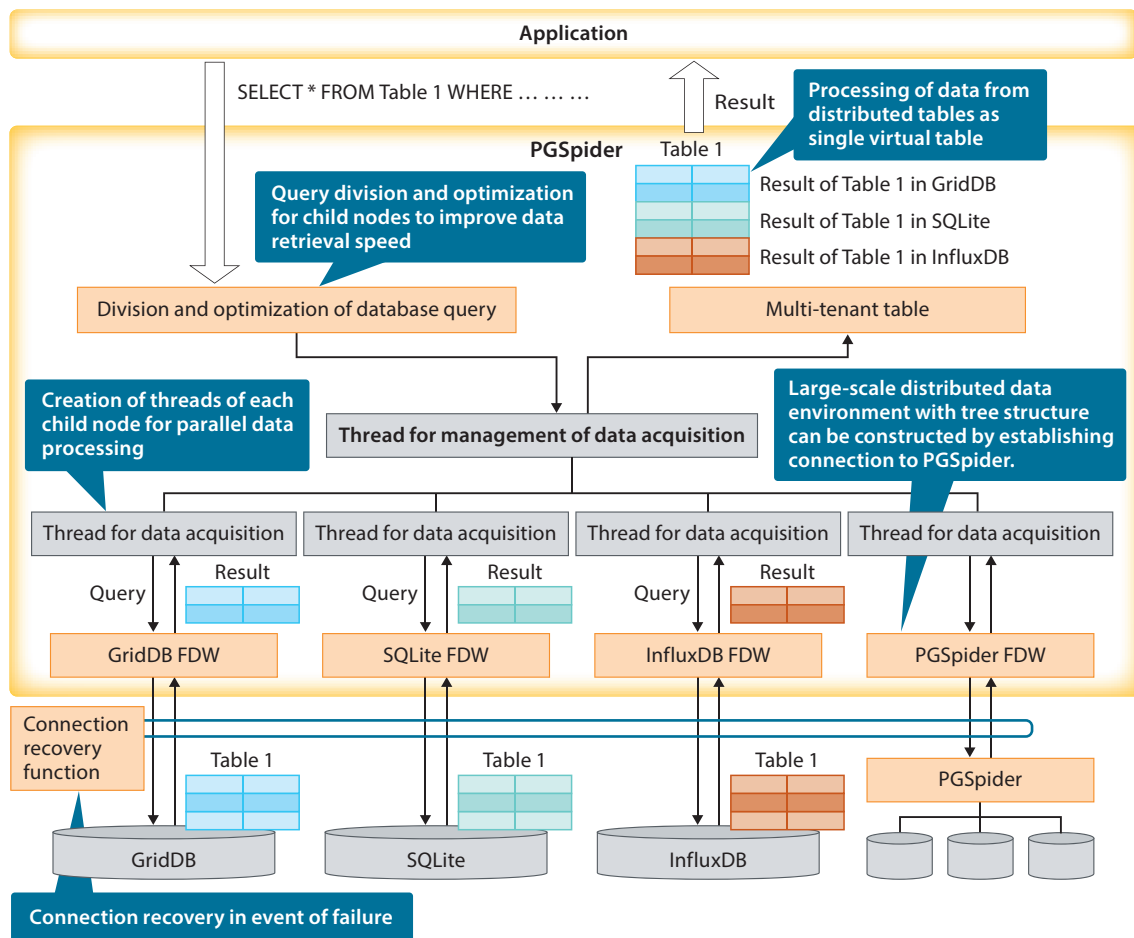 Application
SELECT * FROM Table 1 WHERE … … …
Result
Processing of data from
distributed tables as
single virtual table
PGSpider
Table 1
Result of Table 1 in GridDB
Result of Table 1 in SQLite
Result of Table 1 in InfluxDB
Query division and optimization
for child nodes to improve data
retrieval speed
Division and optimization of database query
Multi-tenant table
Creation of threads of each
child node for parallel data
processing
Thread for management of data acquisition
Large-scale distributed data
environment with tree structure
can be constructed by establishing
connection to PGSpider.
Thread for data acquisition
Thread for data acquisition
Thread for data acquisition
Thread for data acquisition
Query
Result
Query
Result
Query
Result
GridDB FDW
SQLite FDW
InfluxDB FDW
PGSpider FDW
Connection
recovery
function
Table 1
Table 1
Table 1
PGSpider
GridDB
SQLite
InfluxDB
Connection recovery in event of failure